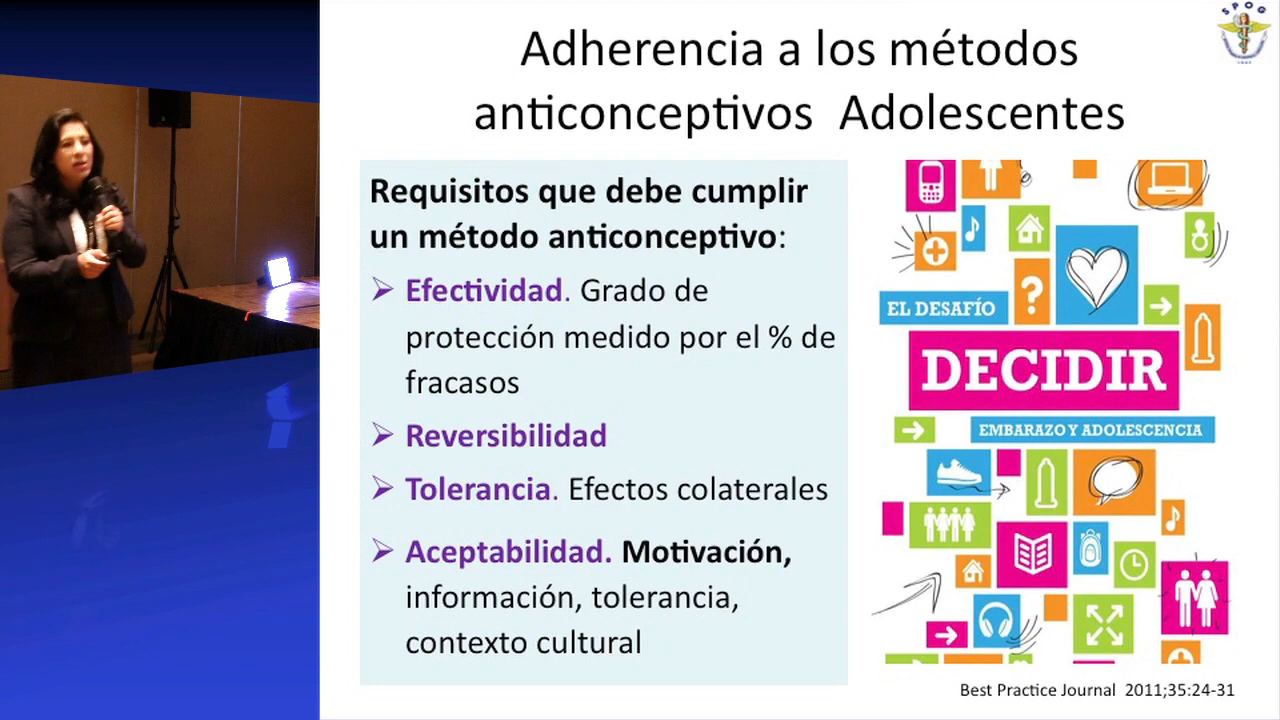 SPOG
Adherencia a los métodos
anticonceptivos Adolescentes
Requisitos que debe cumplir
un método anticonceptivo:
➢ Efectividad. Grado de
protección medido por el % de
fracasos
➢ Reversibilidad
➢ Tolerancia. Efectos colaterales
➢ Aceptabilidad. Motivación,
información, tolerancia,
contexto cultural
EL DESAFÍO
DECIDIR
EMBARAZO Y ADOLESCENCIA
Best Practice Journal 2011;35:24-31